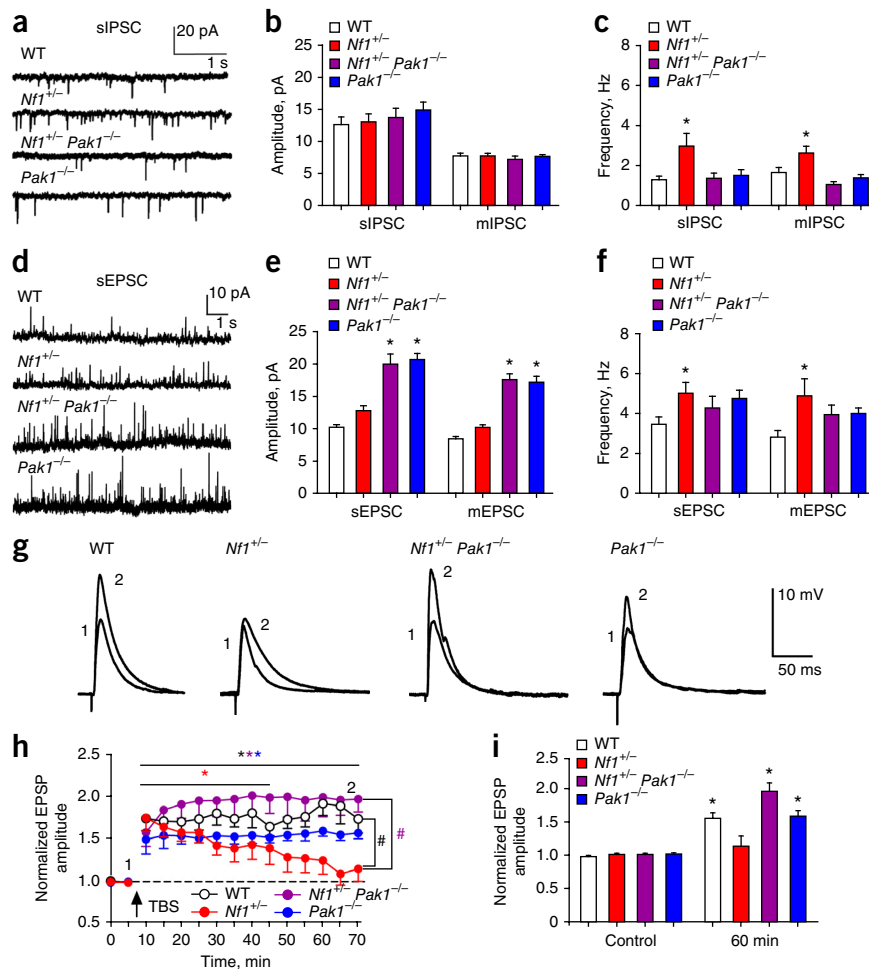 a
sIPSC
20 pA
1 s
WT
Nf1+/–
Nf1+/– Pak1–/–
Pak1–/–
b
WT
Nf1+/–
Nf1+/– Pak1–/–
Pak1–/–
Amplitude, pA
25
20
15
10
5
0
sIPSC
mIPSC
c
WT
Nf1+/–
Nf1+/– Pak1–/–
Pak1–/–
Frequency, Hz
8
6
4
2
0
* *
sIPSC
mIPSC
d
sEPSC
10 pA
1 s
WT
Nf1+/–
Nf1+/– Pak1–/–
Pak1–/–
e
WT
Nf1+/–
Nf1+/– Pak1–/–
Pak1–/–
Amplitude, pA
25
20
15
10
5
0
* * * *
sEPSC
mEPSC
f
WT
Nf1+/–
Nf1+/– Pak1–/–
Pak1–/–
Frequency, Hz
8
6
4
2
0
* *
sEPSC
mEPSC
g
WT
Nf1+/–
Nf1+/– Pak1–/–
Pak1–/–
2
1
2
1
2
1
2
1
10 mV
50 ms
h
Normalized EPSP
amplitude
2.5
2.0
1.5
1.0
0.5
***
*
2
1
#
#
TBS
WT
Nf1+/–
Nf1+/– Pak1–/–
Pak1–/–
0 10 20 30 40 50 60 70
Time, min
i
WT
Nf1+/–
Nf1+/– Pak1–/–
Pak1–/–
Normalized EPSP
amplitude
2.5
2.0
1.5
1.0
0
* * *
Control
60 min